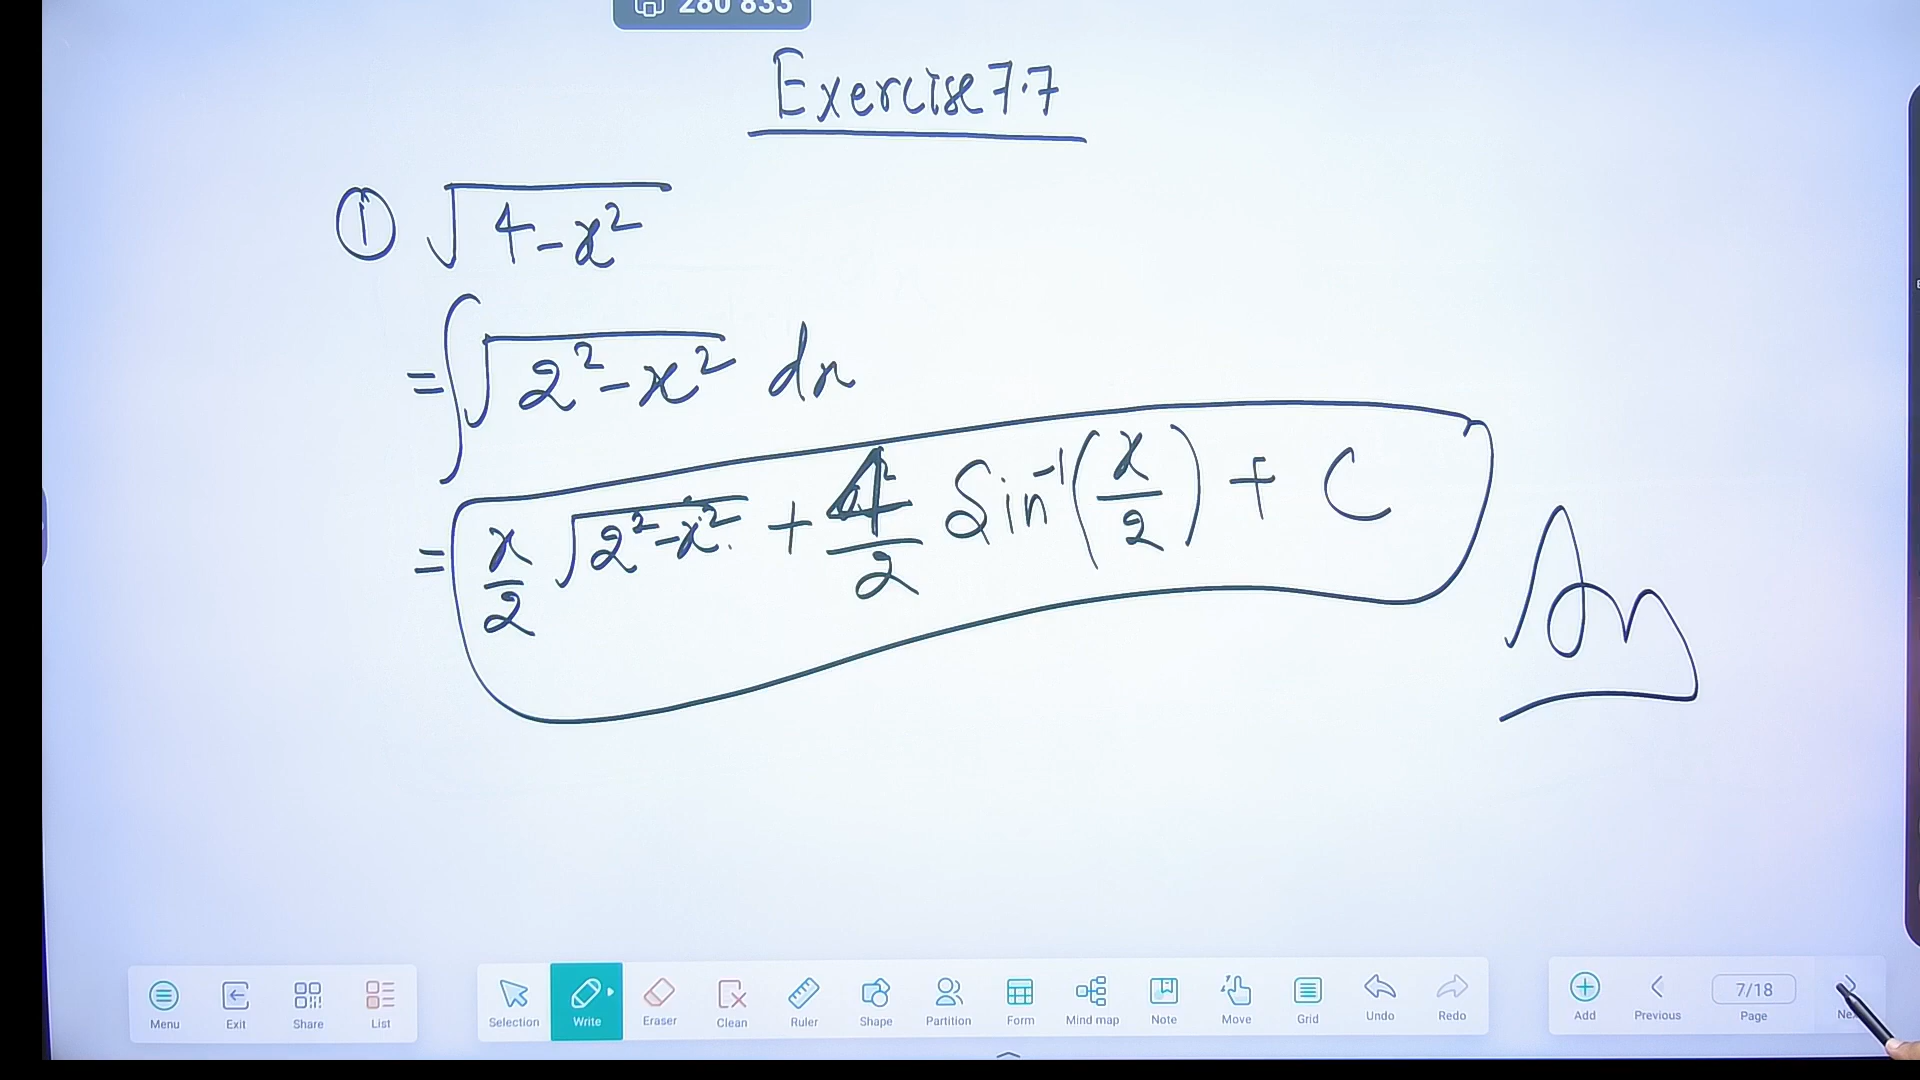 280 833
Exercise 7.7
① √4-x²
= ∫√2²-x² dx
= x/2 √2²-x² + 4/2 Sin⁻¹(x/2) + C
An
Menu Exit Share List Selection Write Eraser Clean Ruler Shape Partition Form Mind map Note Move Grid Undo Redo Add Previous 7/18 Page